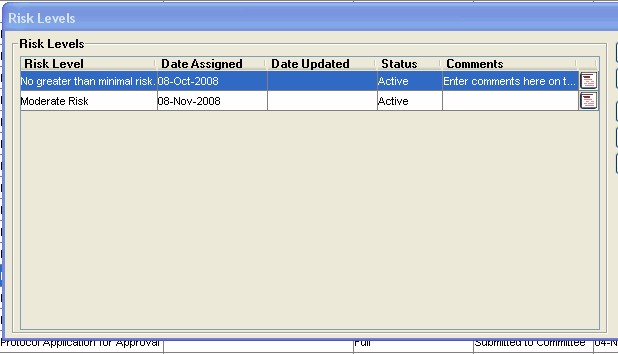 Risk Levels
Risk Levels
Risk Level Date Assigned Date Updated Status Comments
No greater than minimal risk 08-Oct-2008 Active Enter comments here on t...
Moderate Risk 08-Nov-2008 Active
Protocol Application for Approval Full Submitted to Committee 04-N